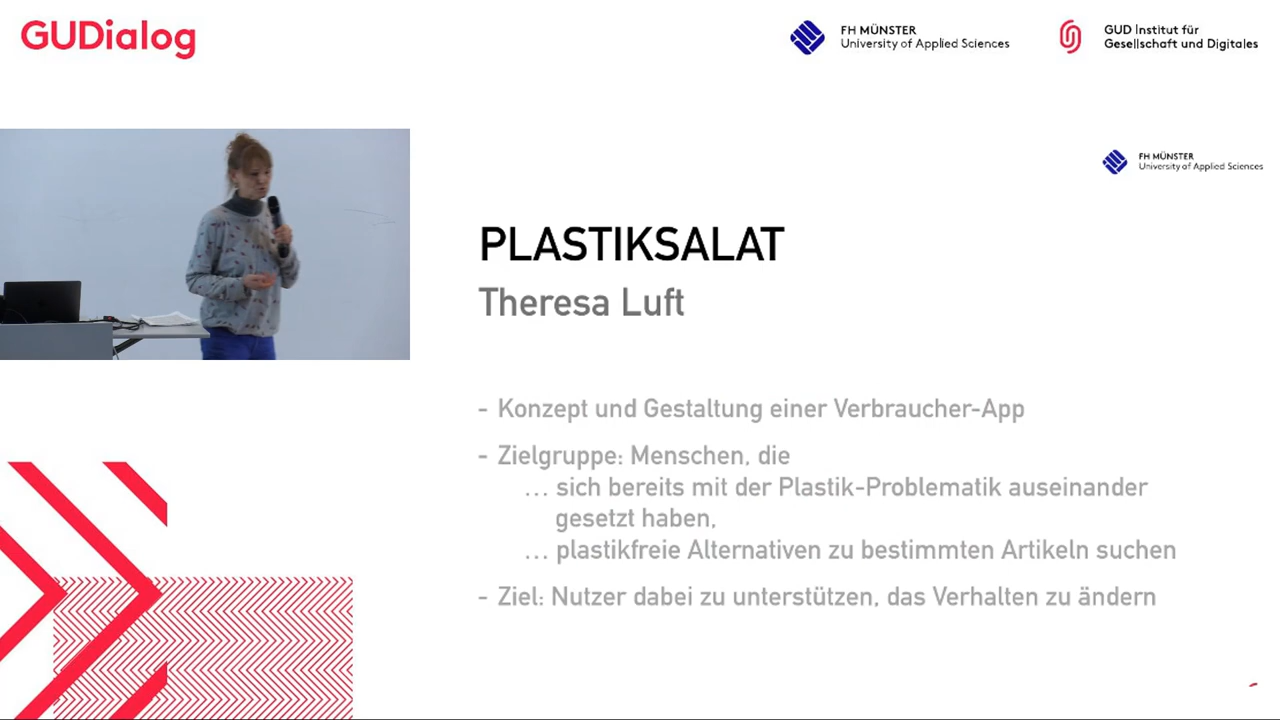 GUDialog
FH MÜNSTER
University of Applied Sciences
GUD Institut für
Gesellschaft und Digitales
FH MÜNSTER
University of Applied Sciences
PLASTIKSALAT
Theresa Luft
- Konzept und Gestaltung einer Verbraucher-App
- Zielgruppe: Menschen, die
... sich bereits mit der Plastik-Problematik auseinander
gesetzt haben,
... plastikfreie Alternativen zu bestimmten Artikeln suchen
- Ziel: Nutzer dabei zu unterstützen, das Verhalten zu ändern